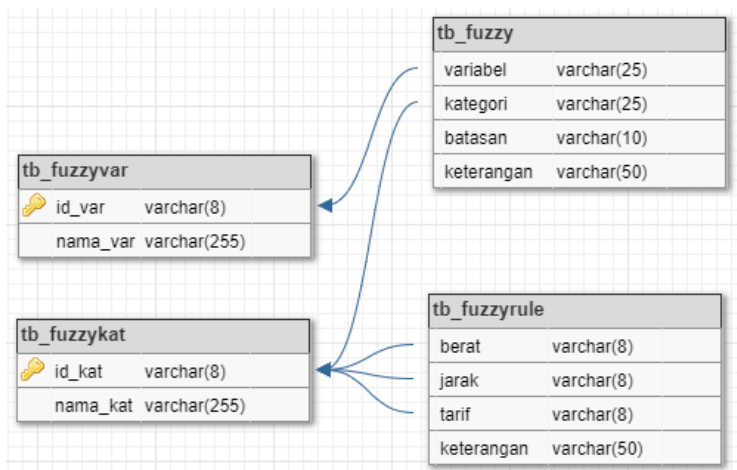 tb_fuzzy
variabel varchar(25)
kategori varchar(25)
batasan varchar(10)
keterangan varchar(50)
tb_fuzzyvar
id_var varchar(8)
nama_var varchar(255)
tb_fuzzykat
id_kat varchar(8)
nama_kat varchar(255)
tb_fuzzyrule
berat varchar(8)
jarak varchar(8)
tarif varchar(8)
keterangan varchar(50)